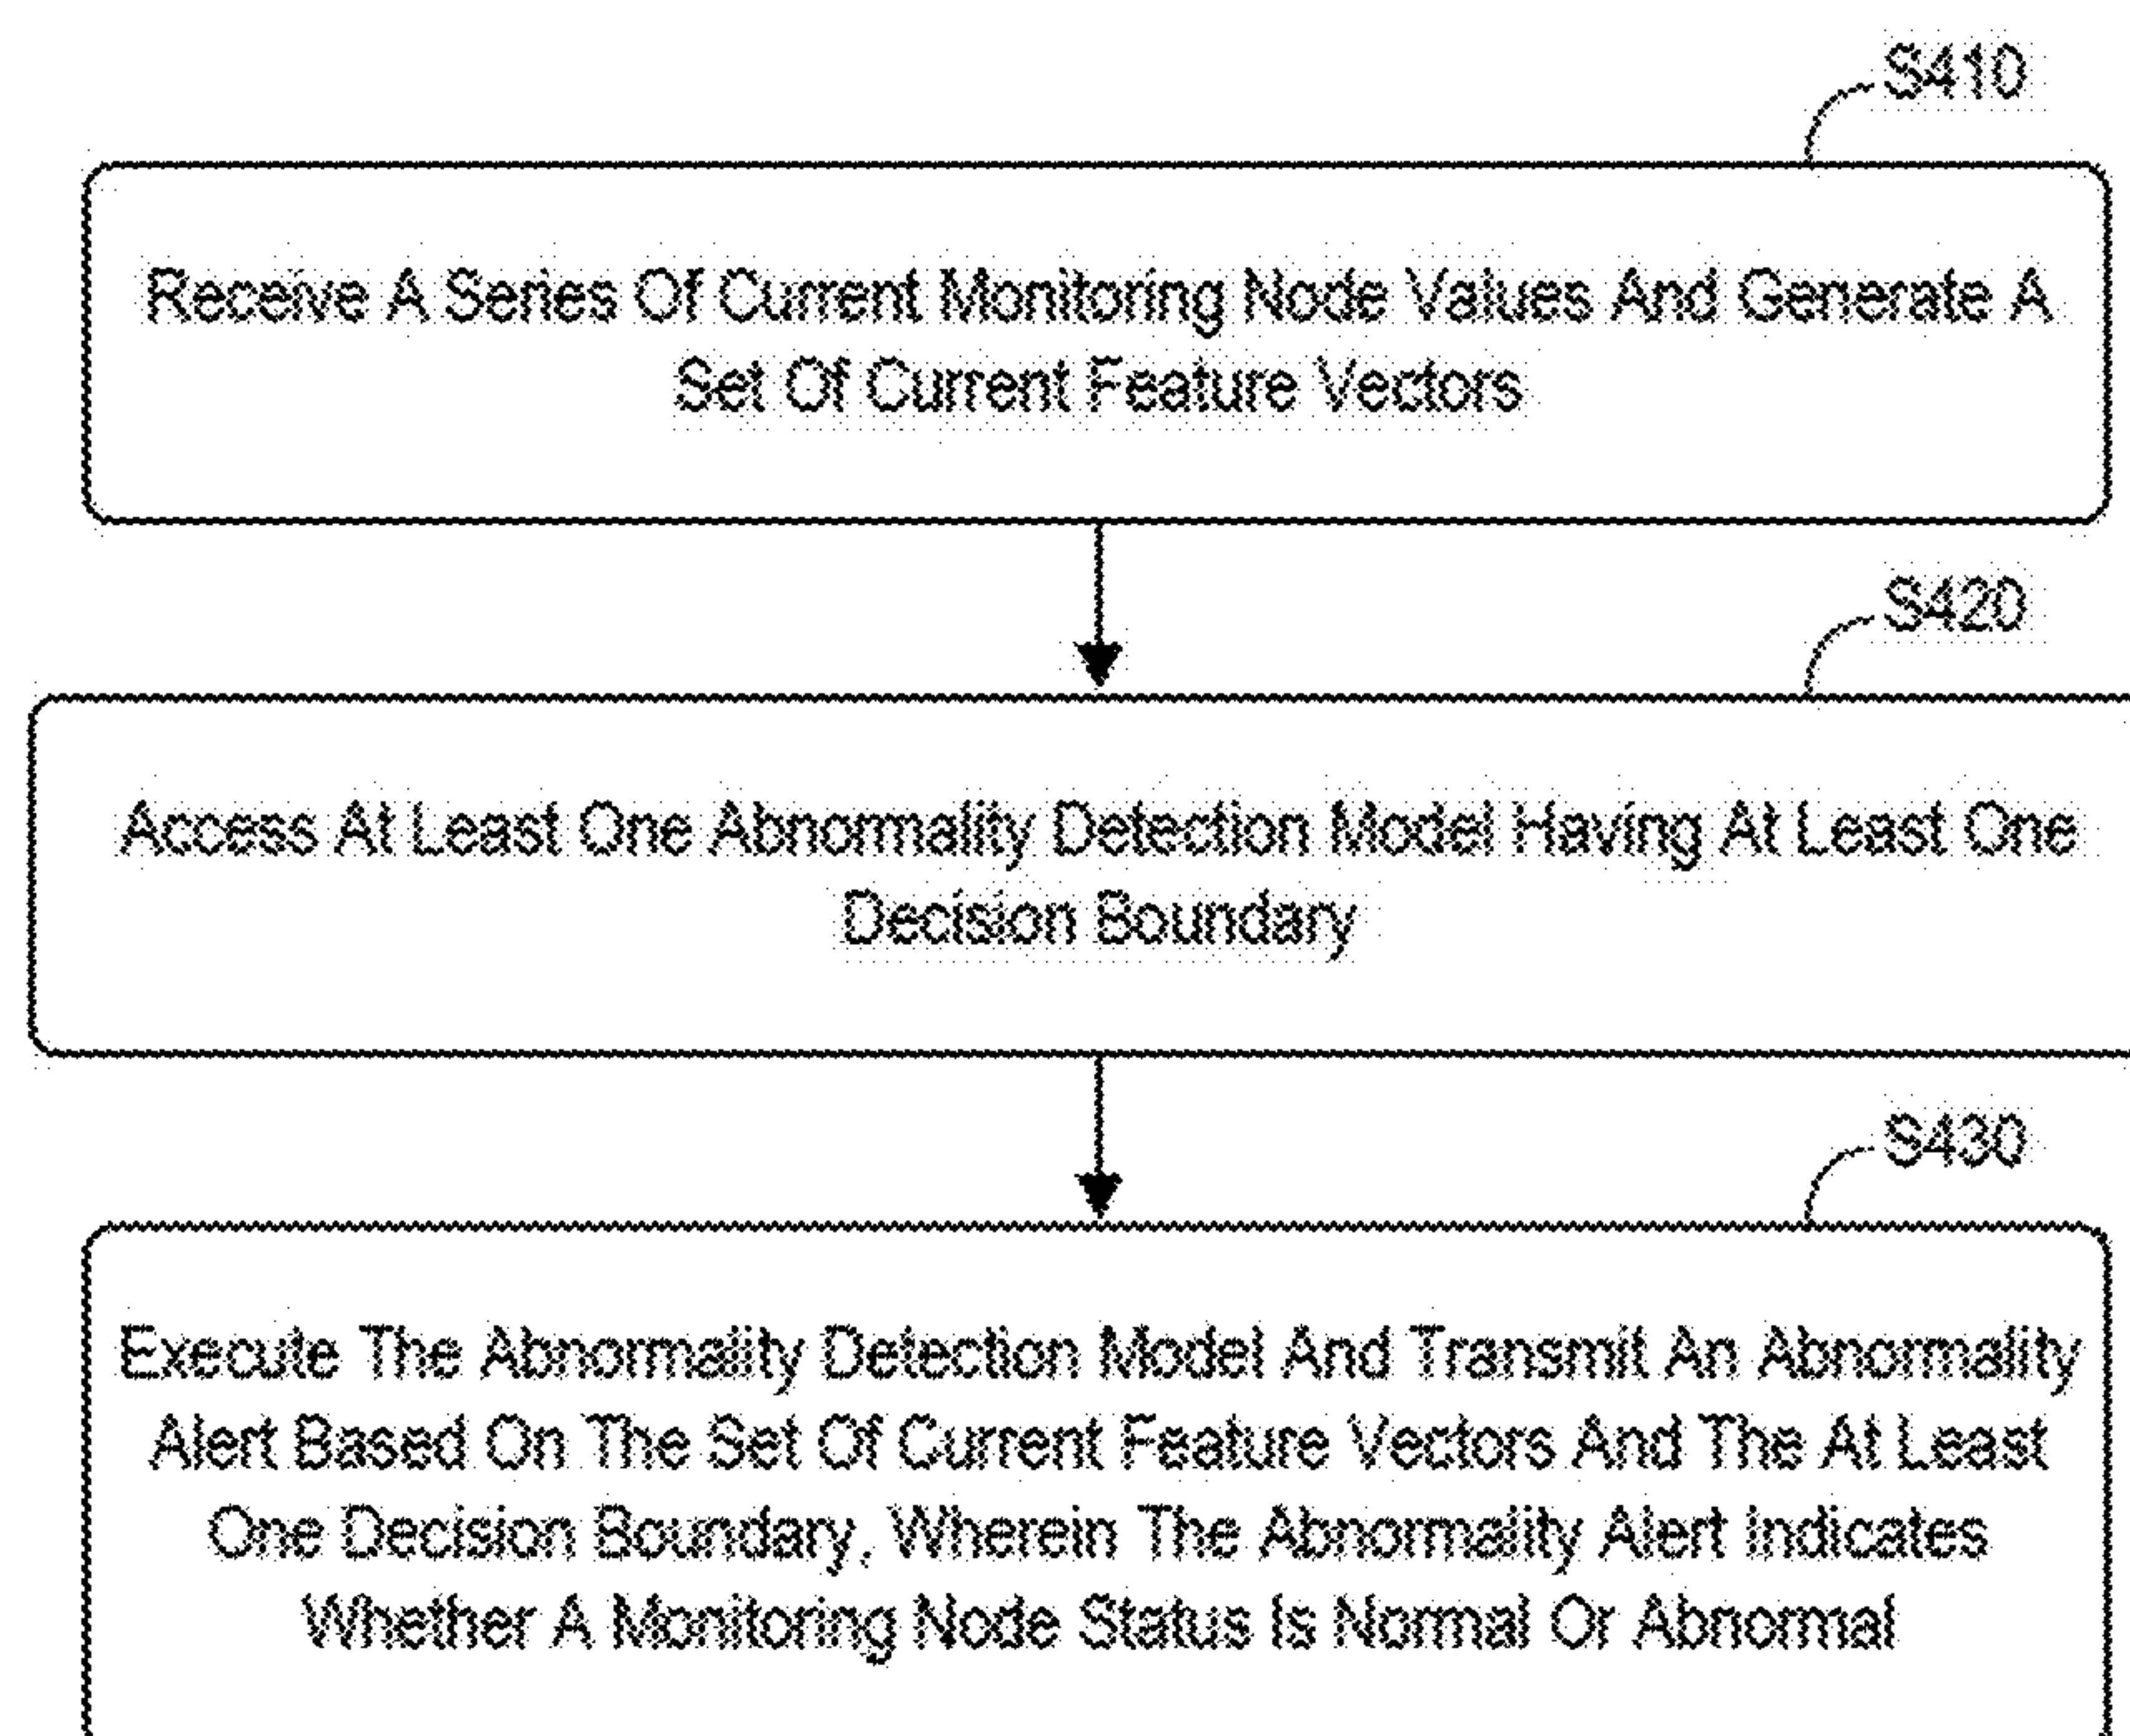 S410
Receive A Series Of Current Monitoring Node Values And Generate A
Set Of Current Feature Vectors
S420
Access At Least One Abnormality Detection Model Having At Least One
Decision Boundary
S430
Execute The Abnormality Detection Model And Transmit An Abnormality
Alert Based On The Set Of Current Feature Vectors And The At Least
One Decision Boundary, Wherein The Abnormality Alert Indicates
Whether A Monitoring Node Status Is Normal Or Abnormal